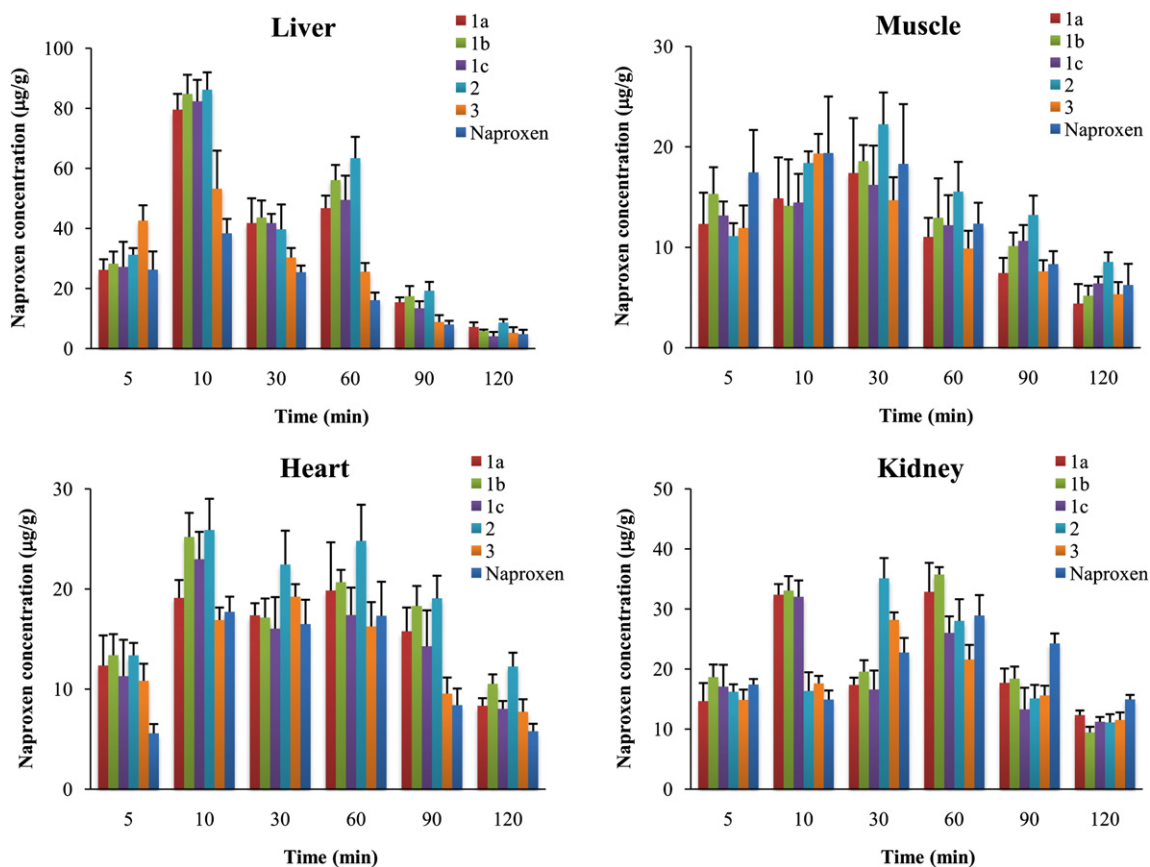 Liver
1a
1b
1c
2
3
Naproxen
Naproxen concentration (µg/g)
100
80
60
40
20
0
5 10 30 60 90 120
Time (min)
Muscle
1a
1b
1c
2
3
Naproxen
Naproxen concentration (µg/g)
30
20
10
0
5 10 30 60 90 120
Time (min)
Heart
1a
1b
1c
2
3
Naproxen
Naproxen concentration (µg/g)
30
20
10
0
5 10 30 60 90 120
Time (min)
Kidney
1a
1b
1c
2
3
Naproxen
Naproxen concentration (µg/g)
50
40
30
20
10
0
5 10 30 60 90 120
Time (min)